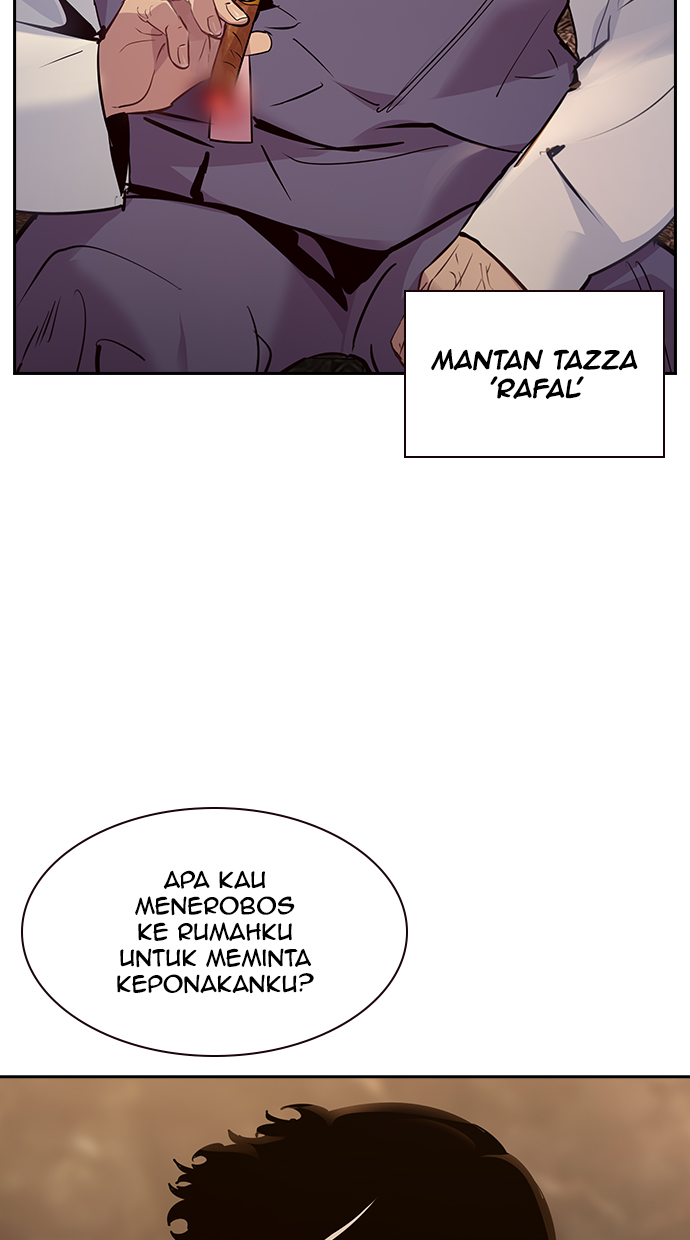 MANTAN TAZZA
'RAFAL'
APA KAU
MENEROBOS
KE RUMAHKU
UNTUK MEMINTA
KEPONAKANKU?